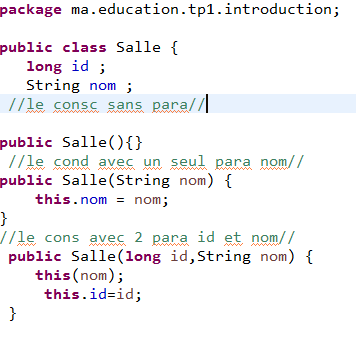 package ma.education.tp1.introduction;
public class Salle {
long id ;
String nom ;
//le consc sans para//
public Salle(){}
//le cond avec un seul para nom//
public Salle(String nom) {
this.nom = nom;
}
//le cons avec 2 para id et nom//
public Salle(long id,String nom) {
this(nom);
this.id=id;
}